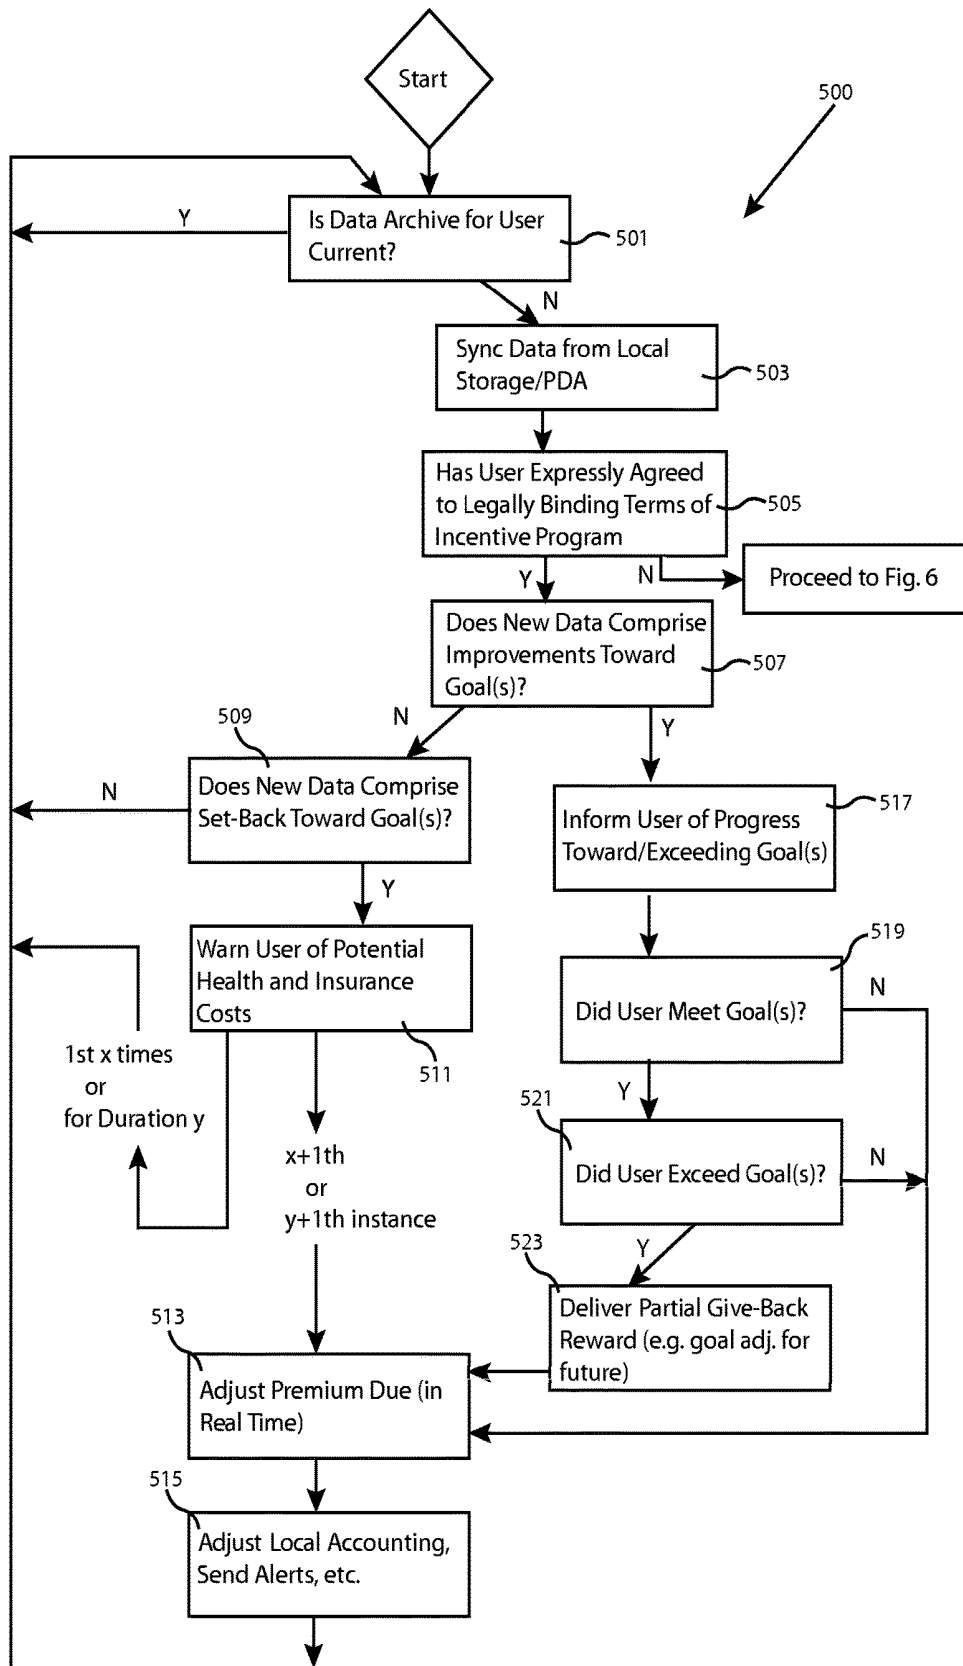 Start
500
Y
Is Data Archive for User
Current?
501
N
Sync Data from Local
Storage/PDA
503
Has User Expressly Agreed
to Legally Binding Terms of
Incentive Program
505
Y
N
Proceed to Fig. 6
Does New Data Comprise
Improvements Toward
Goal(s)?
507
N
Y
509
Does New Data Comprise
Set-Back Toward Goal(s)?
N
Y
517
Inform User of Progress
Toward/Exceeding Goal(s)
Warn User of Potential
Health and Insurance
Costs
511
1st x times
or
for Duration y
x+1th
or
y+1th instance
519
Did User Meet Goal(s)?
N
Y
521
Did User Exceed Goal(s)?
N
Y
523
Deliver Partial Give-Back
Reward (e.g. goal adj. for
future)
513
Adjust Premium Due (in
Real Time)
515
Adjust Local Accounting,
Send Alerts, etc.